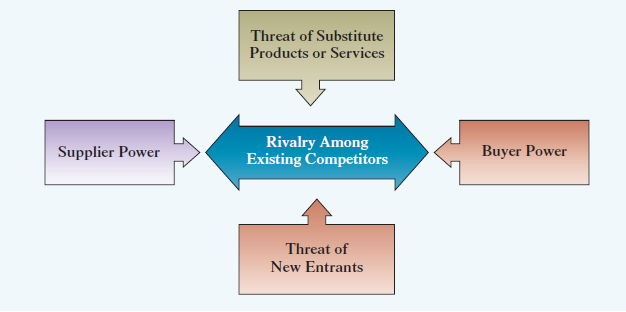 Threat of Substitute
Products or Services
Supplier Power
Rivalry Among
Existing Competitors
Buyer Power
Threat of
New Entrants